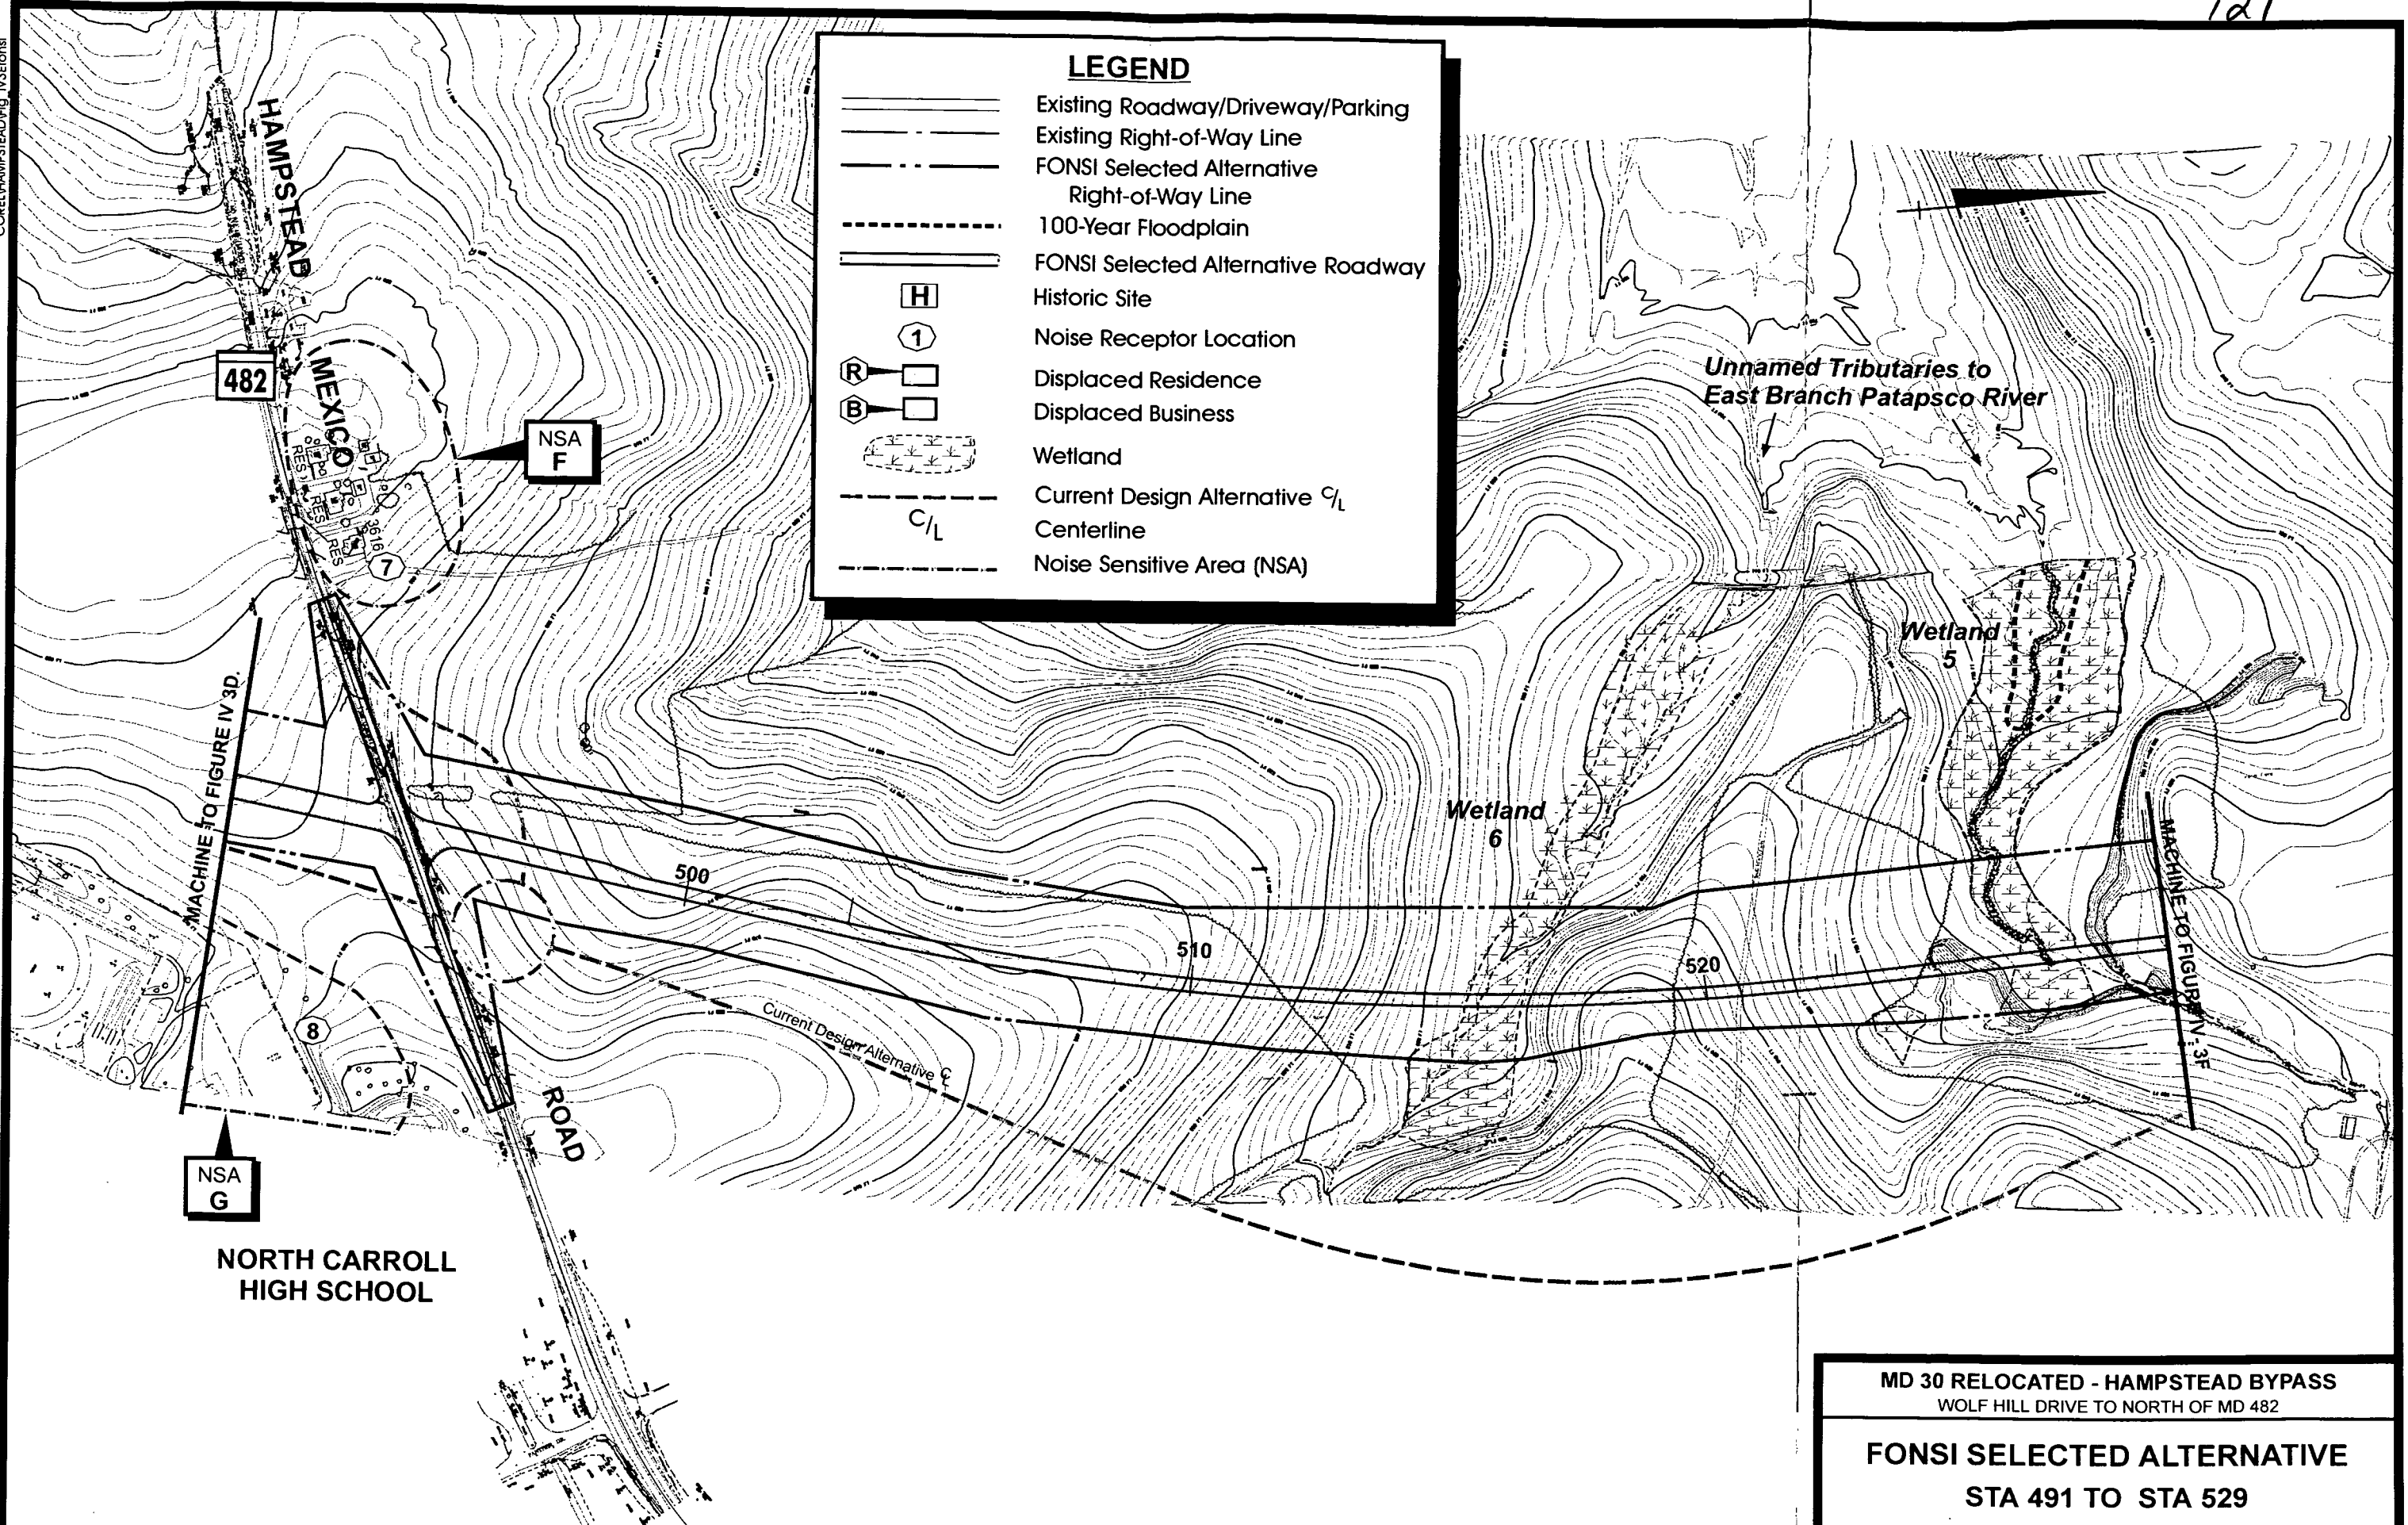 121
LEGEND
Existing Roadway/Driveway/Parking
Existing Right-of-Way Line
FONSI Selected Alternative
Right-of-Way Line
100-Year Floodplain
FONSI Selected Alternative Roadway
H
Historic Site
1
Noise Receptor Location
R
Displaced Residence
B
Displaced Business
Wetland
Current Design Alternative C/L
C/L
Centerline
Noise Sensitive Area (NSA)
HAMPSTEAD
MEXICO
ROAD
482
NSA
F
RES
RES
RES
3616
7
Unnamed Tributaries to
East Branch Patapsco River
Wetland
5
Wetland
6
MACHINE TO FIGURE IV 3D
MACHINE TO FIGURE IV - 3F
500
510
520
Current Design Alternative C/L
8
NSA
G
NORTH CARROLL
HIGH SCHOOL
MD 30 RELOCATED - HAMPSTEAD BYPASS
WOLF HILL DRIVE TO NORTH OF MD 482
FONSI SELECTED ALTERNATIVE
STA 491 TO STA 529